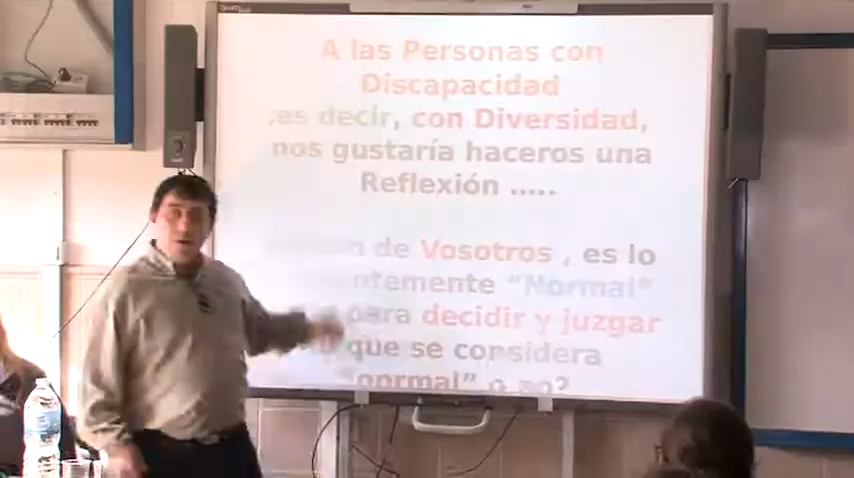 A las Personas con
Discapacidad
,es decir, con Diversidad,
nos gustaría haceros una
Reflexión .....
de Vosotros , es lo
"Normal"
para decidir y juzgar
que se considera
"normal" o no?